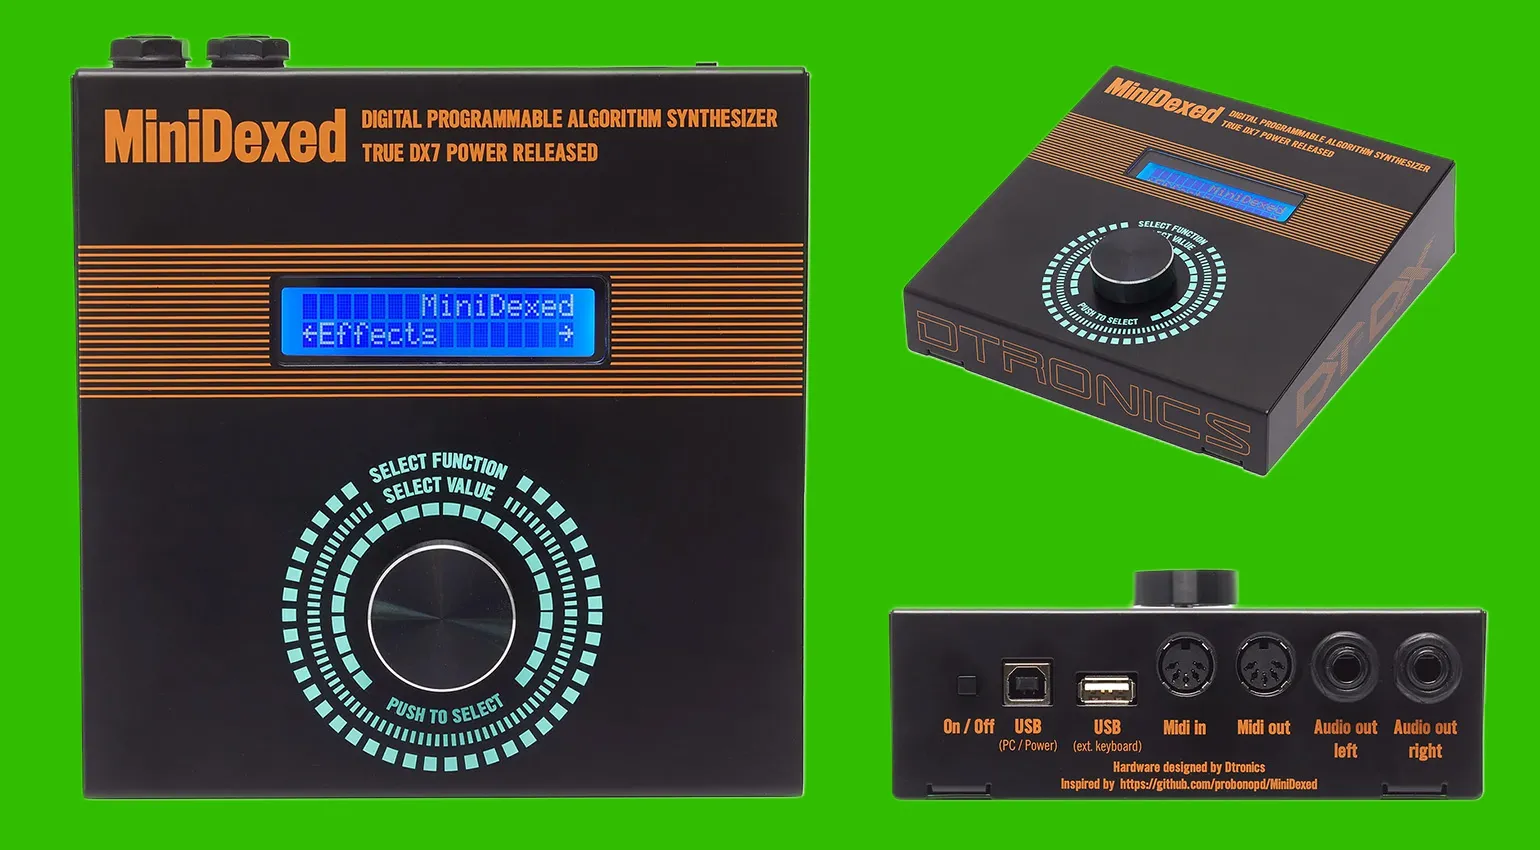 MiniDexed
DIGITAL PROGRAMMABLE ALGORITHM SYNTHESIZER
TRUE DX7 POWER RELEASED
MiniDexed
←Effects →
SELECT FUNCTION
SELECT VALUE
PUSH TO SELECT
MiniDexed
DIGITAL PROGRAMMABLE ALGORITHM SYNTHESIZER
TRUE DX7 POWER RELEASED
MiniDexed
SELECT FUNCTION
VALUE
PUSH TO SELECT
DTRONICS
DT-DX
On / Off
USB
(PC / Power)
USB
(ext. keyboard)
Midi in
Midi out
Audio out
left
Audio out
right
Hardware designed by Dtronics
Inspired by https://github.com/probonopd/MiniDexed